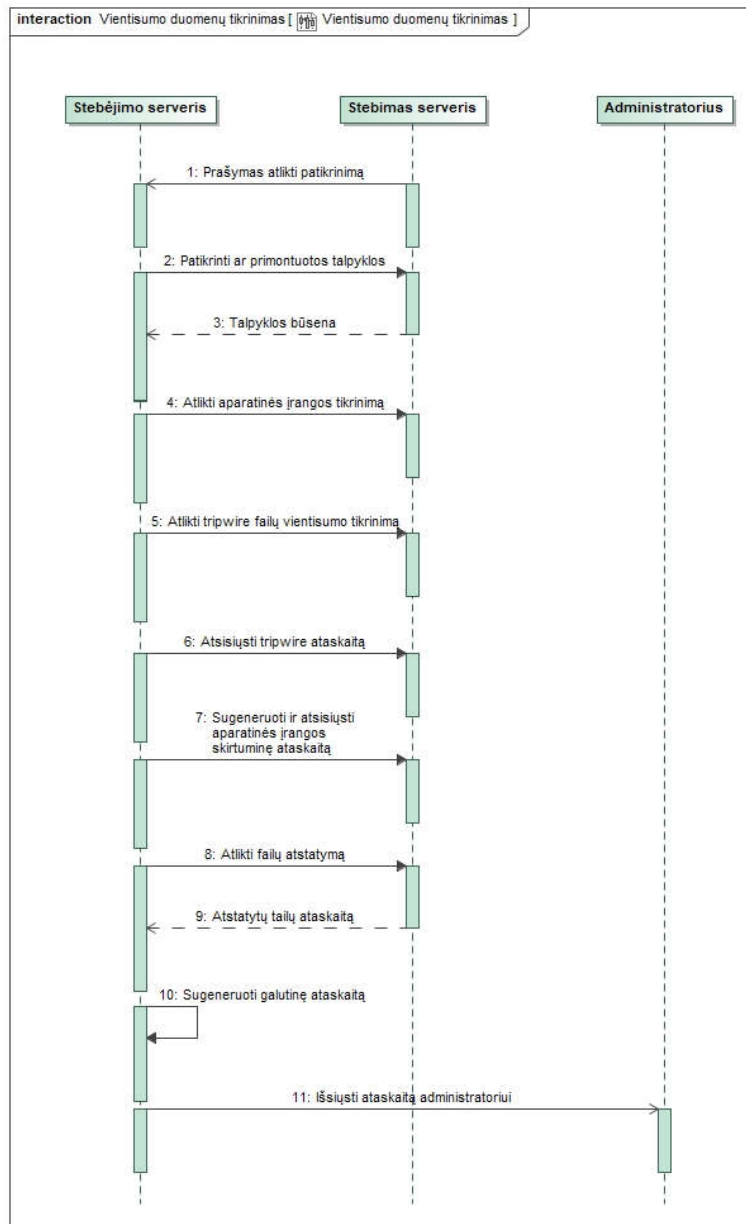 interaction Vientisumo duomenų tikrinimas [ Vientisumo duomenų tikrinimas ]
Stebėjimo serveris
Stebimas serveris
Administratorius
1: Prašymas atlikti patikrinimą
2: Patikrinti ar primontuotos talpyklos
3: Talpyklos būsena
4: Atlikti aparatinės įrangos tikrinimą
5: Atlikti tripwire failų vientisumo tikrinima
6: Atsisiųsti tripwire ataskaitą
7: Sugeneruoti ir atsisiųsti
aparatinės įrangos
skirtuminę ataskaitą
8: Atlikti failų atstatymą
9: Atstatytų tailų ataskaitą
10: Sugeneruoti galutinę ataskaitą
11: Išsiųsti ataskaitą administratoriui